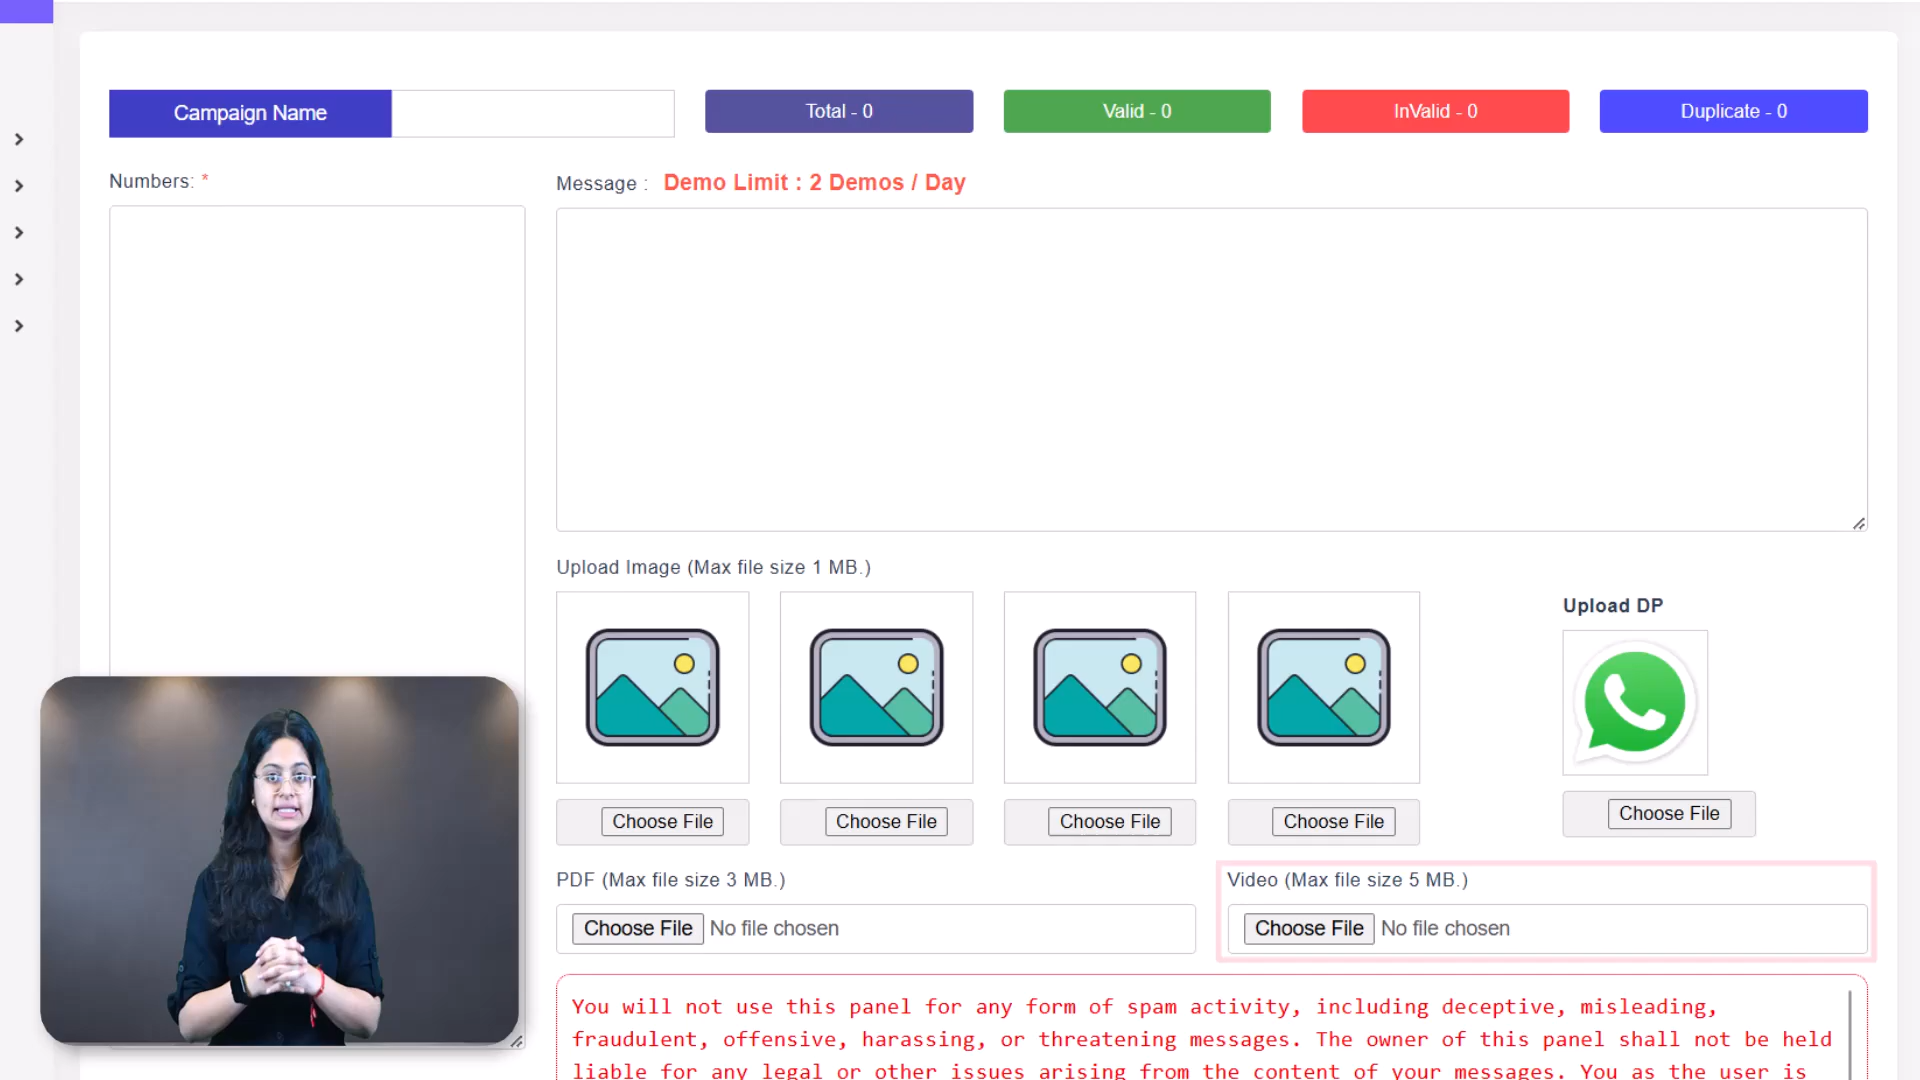 Campaign Name
Total - 0
Valid - 0
InValid - 0
Duplicate - 0
Numbers: *
Message : Demo Limit : 2 Demos / Day
Upload Image (Max file size 1 MB.)
Upload DP
Choose File
Choose File
Choose File
Choose File
Choose File
PDF (Max file size 3 MB.)
Video (Max file size 5 MB.)
Choose File No file chosen
Choose File No file chosen
You will not use this panel for any form of spam activity, including deceptive, misleading,
fraudulent, offensive, harassing, or threatening messages. The owner of this panel shall not be held
liable for any legal or other issues arising from the content of your messages. You as the user is